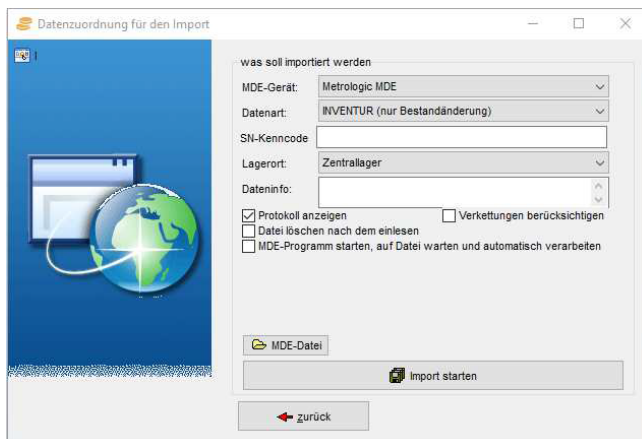 Datenzuordnung für den Import
was soll importiert werden
MDE-Gerät: Metrologic MDE
Datenart: INVENTUR (nur Bestandänderung)
SN-Kenncode
Lagerort: Zentrallager
Dateninfo:
Protokoll anzeigen Verkettungen berücksichtigen
Datei löschen nach dem einlesen
MDE-Programm starten, auf Datei warten und automatisch verarbeiten
MDE-Datei
Import starten
zurück